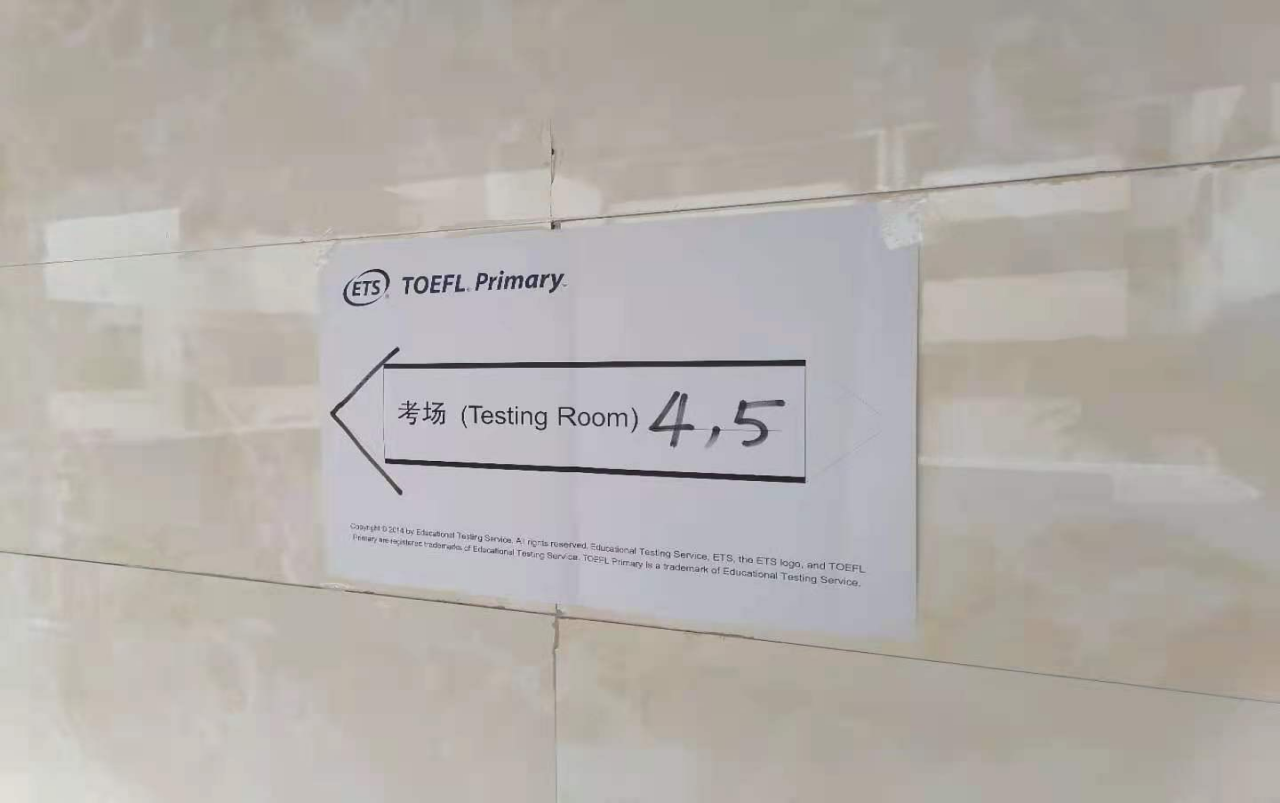 ETS® TOEFL® Primary™
考场 (Testing Room) 4,5
Copyright © 2014 by Educational Testing Service. All rights reserved. Educational Testing Service, ETS, the ETS logo, and TOEFL
Primary are registered trademarks of Educational Testing Service. TOEFL Primary is a trademark of Educational Testing Service.